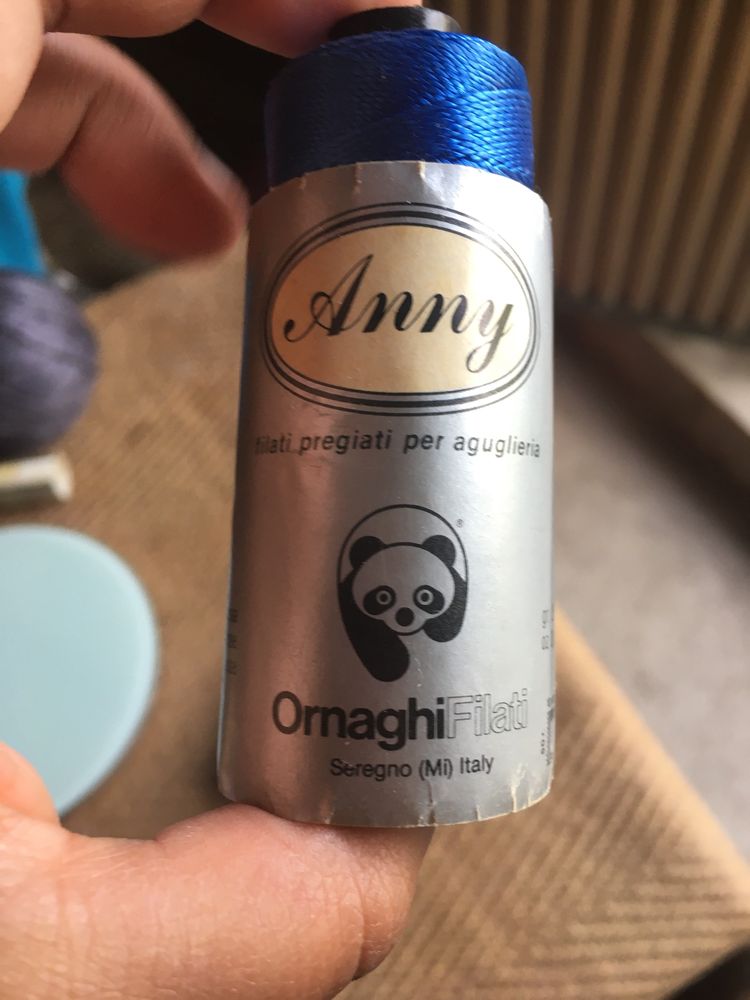 Anny
filati pregiati per aguglieria
®
OrnaghiFilati
Seregno (Mi) Italy